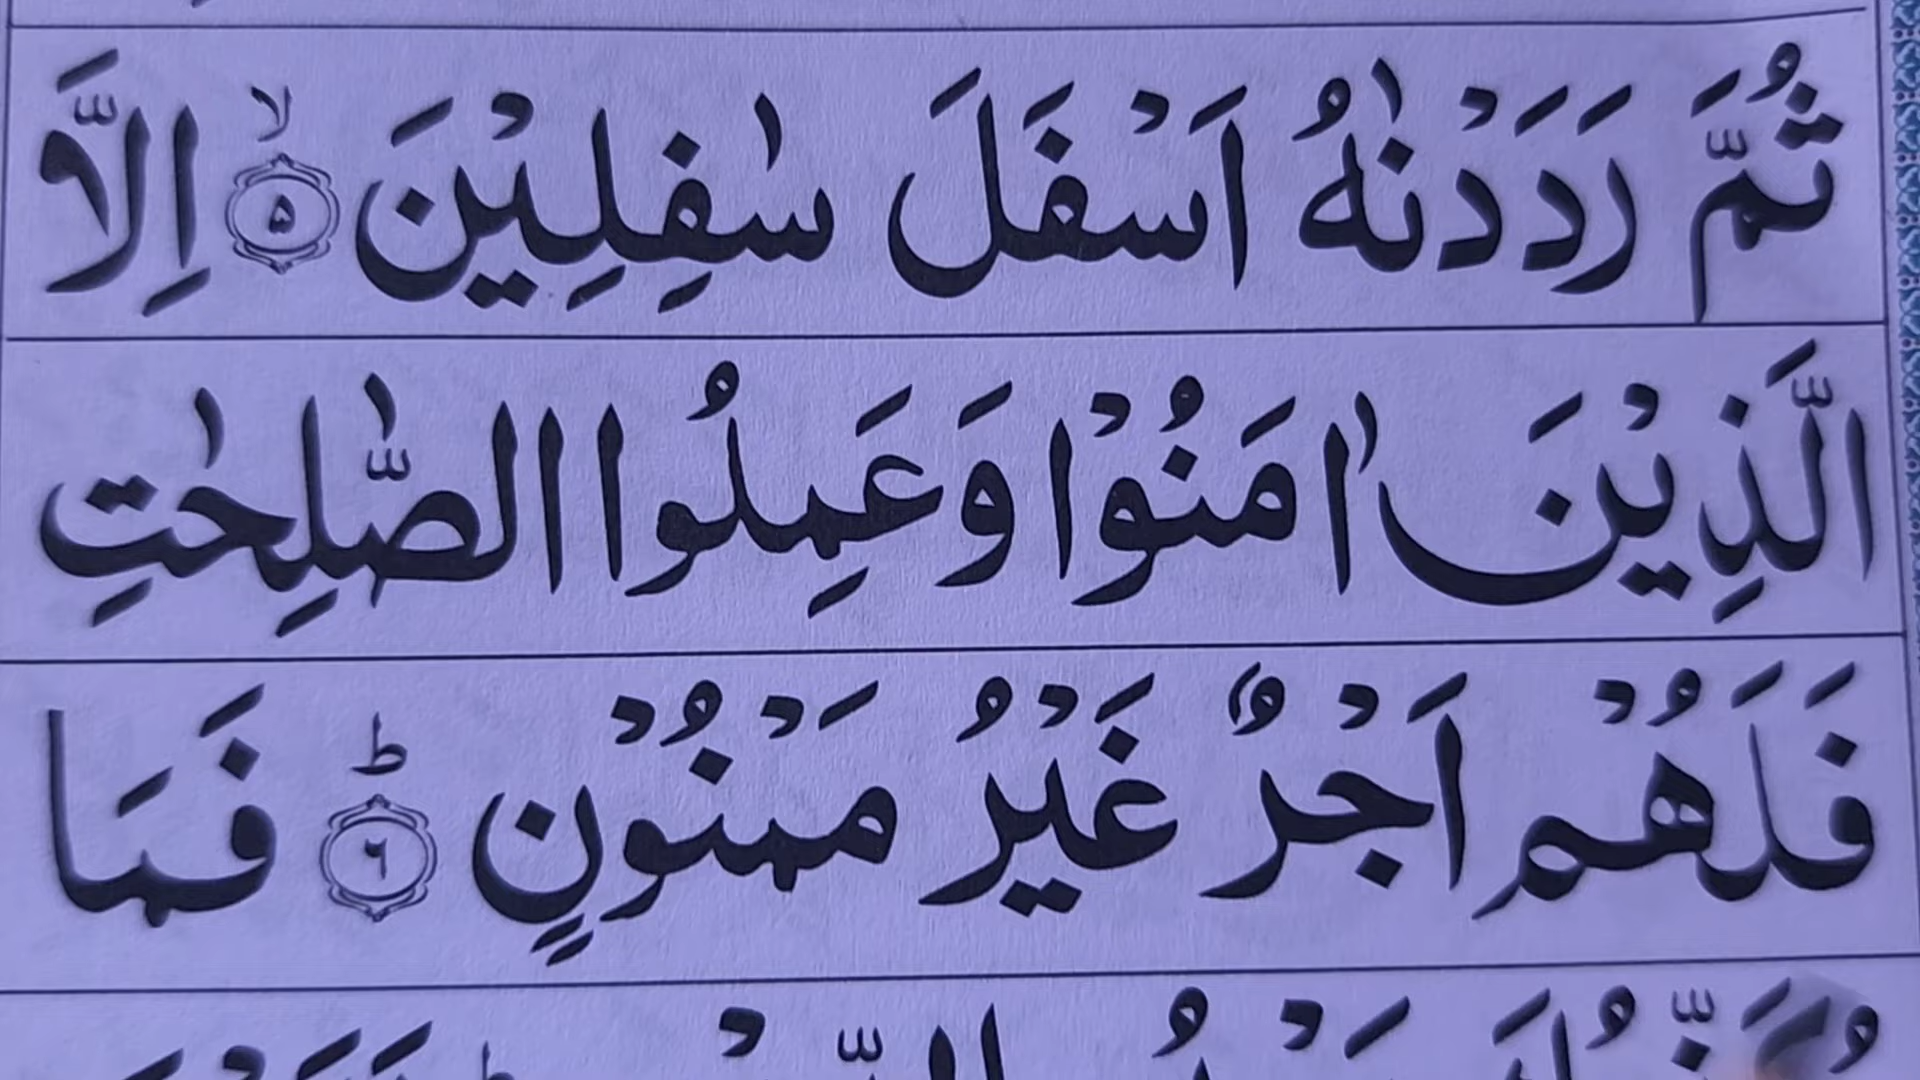 ثُمَّ رَدَدْنٰهُ اَسْفَلَ سٰفِلِيْنَ ۙ‏﴿۵﴾ اِلَّا
الَّذِيْنَ اٰمَنُوْا وَعَمِلُوا الصّٰلِحٰتِ
فَلَهُمْ اَجْرٌ غَيْرُ مَمْنُوْنٍ ؕ‏﴿۶﴾ فَمَا